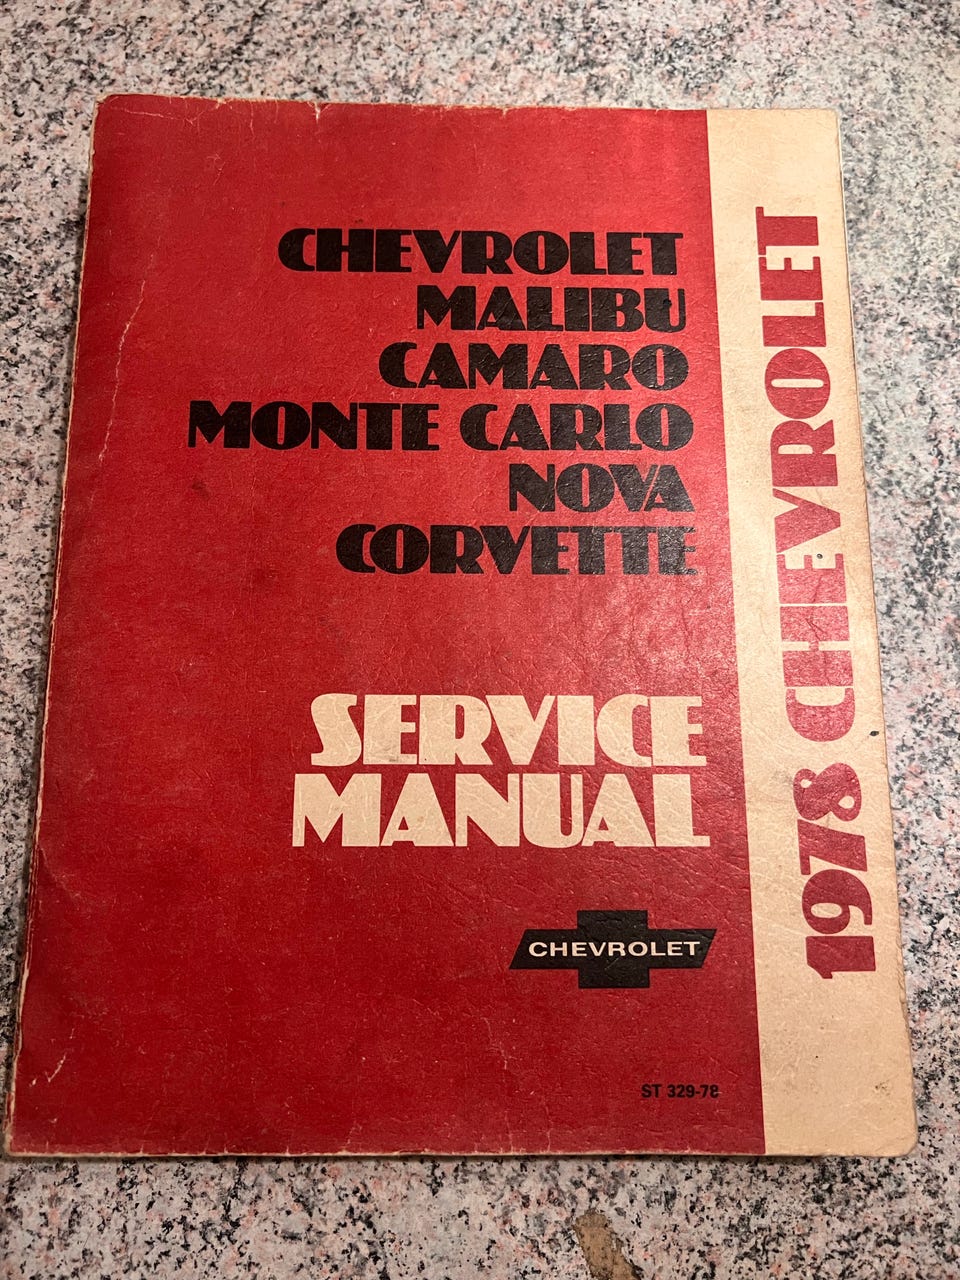 CHEVROLET
MALIBU
CAMARO
MONTE CARLO
NOVA
CORVETTE
SERVICE
MANUAL
CHEVROLET
ST 329-78
1978 CHEVROLET